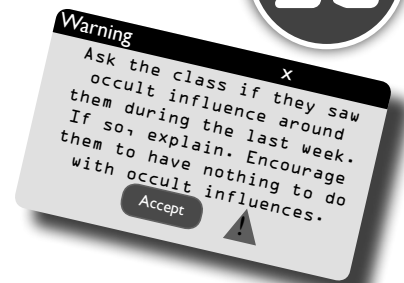 Warning
x
Ask the class if they saw
occult influence around
them during the last week.
If so, explain. Encourage
them to have nothing to do
with occult influences.
Accept
!